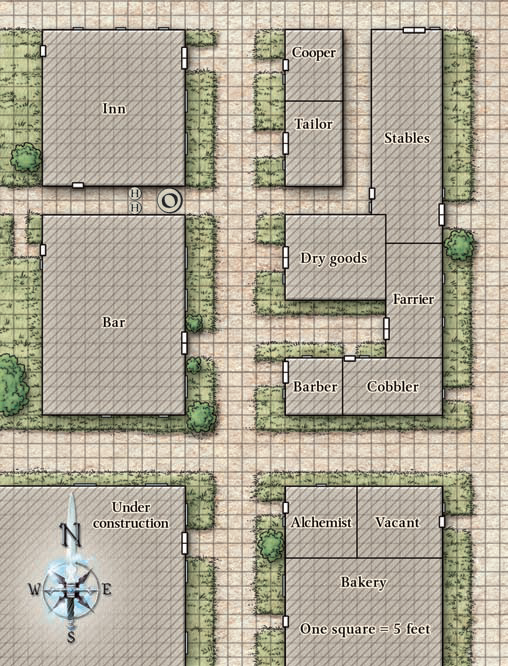 Inn
Cooper
Tailor
Stables
H
H
Bar
Dry goods
Farrier
Barber
Cobbler
Under
construction
Alchemist
Vacant
Bakery
One square = 5 feet
N
W
E
S